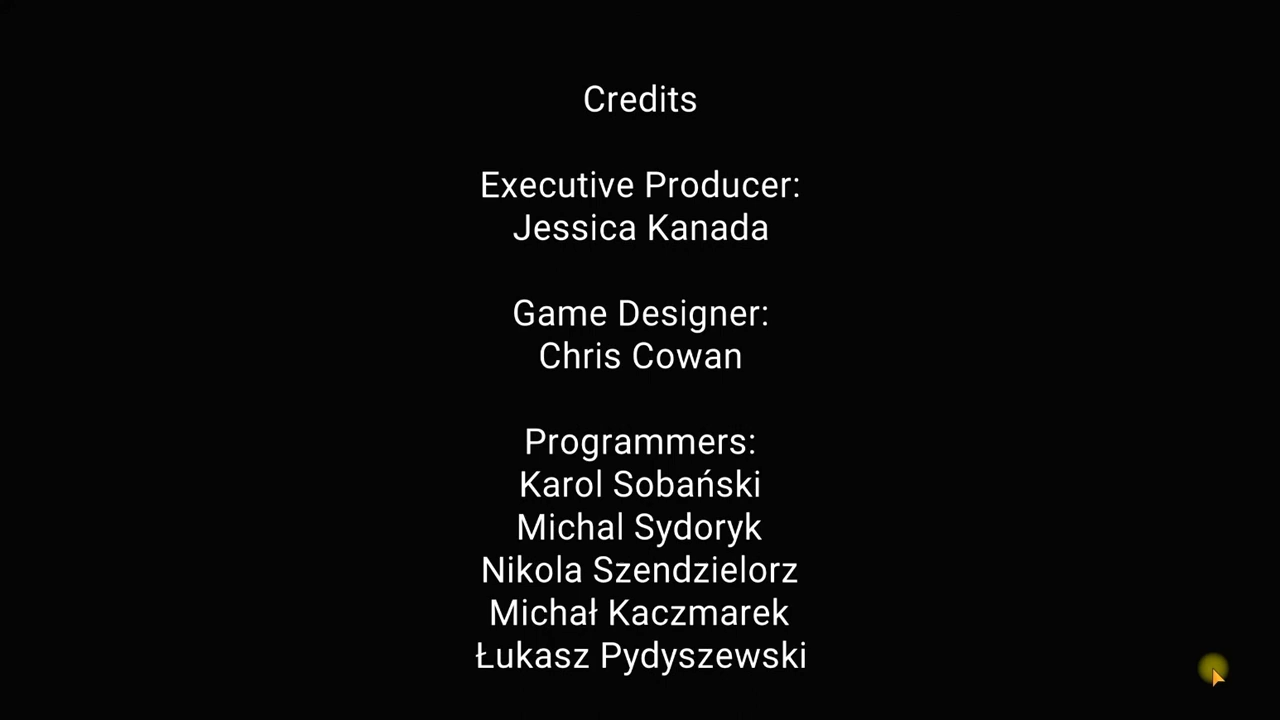 Credits
Executive Producer:
Jessica Kanada
Game Designer:
Chris Cowan
Programmers:
Karol Sobański
Michal Sydoryk
Nikola Szendzielorz
Michał Kaczmarek
Łukasz Pydyszewski